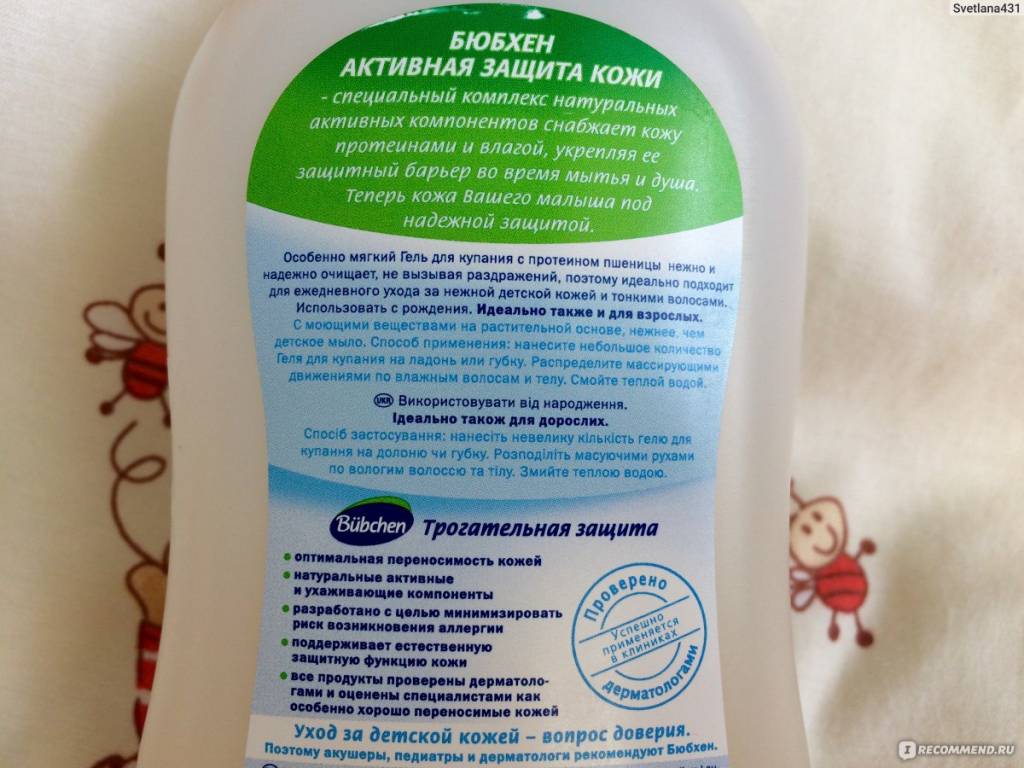 Svetlana431
БЮБХЕН
АКТИВНАЯ ЗАЩИТА КОЖИ
- специальный комплекс натуральных
активных компонентов снабжает кожу
протеинами и влагой, укрепляя ее
защитный барьер во время мытья и душа.
Теперь кожа Вашего малыша под
надежной защитой.
Особенно мягкий Гель для купания с протеином пшеницы нежно и
надежно очищает, не вызывая раздражений, поэтому идеально подходит
для ежедневного ухода за нежной детской кожей и тонкими волосами.
Использовать с рождения. Идеально также и для взрослых.
С моющими веществами на растительной основе, нежнее, чем
детское мыло. Способ применения: нанесите небольшое количество
Геля для купания на ладонь или губку. Распределите массирующими
движениями по влажным волосам и телу. Смойте теплой водой.
UKR Використовувати від народження.
Ідеально також для дорослих.
Спосіб застосування: нанесіть невелику кількість гелю для
купання на долоню чи губку. Розподіліть масуючими рухами
по вологим волоссю та тілу. Змийте теплою водою.
Bübchen Трогательная защита
• оптимальная переносимость кожей
• натуральные активные
и ухаживающие компоненты
• разработано с целью минимизировать
риск возникновения аллергии
• поддерживает естественную
защитную функцию кожи
• все продукты проверены дерматоло-
гами и оценены специалистами как
особенно хорошо переносимые кожей
Проверено
Успешно
применяется
в клиниках
дерматологами
Уход за детской кожей – вопрос доверия.
Поэтому акушеры, педиатры и дерматологи рекомендуют Бюбхен.
I RECOMMEND.RU